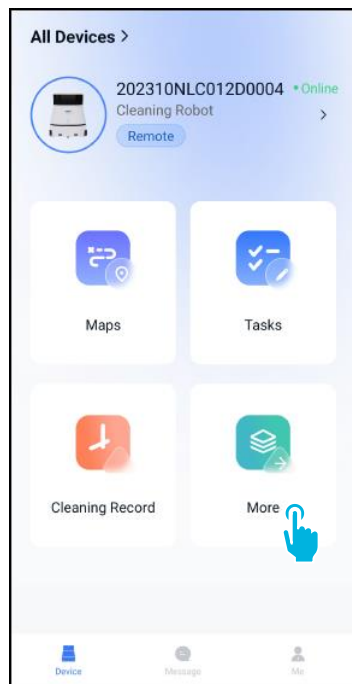 All Devices >
202310NLC012D0004 • Online
Cleaning Robot >
Remote
Maps
Tasks
Cleaning Record
More
Device
Message
Me